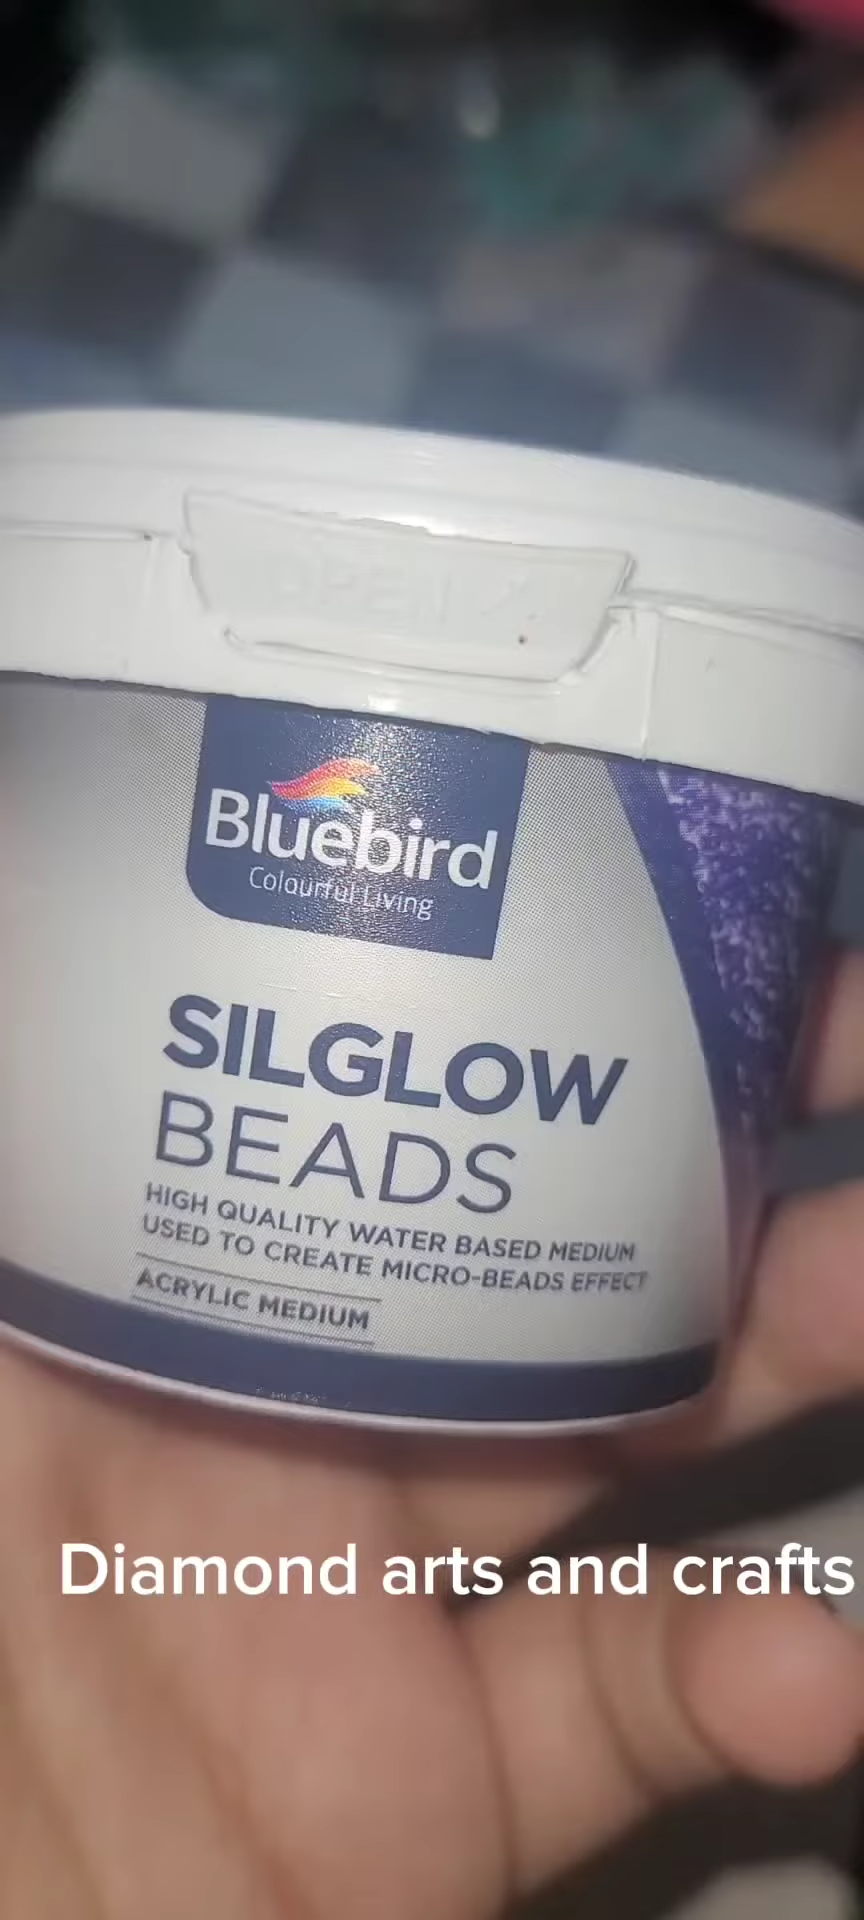 OPEN
Bluebird
Colourful Living
SILGLOW
BEADS
HIGH QUALITY WATER BASED MEDIUM
USED TO CREATE MICRO-BEADS EFFECT
ACRYLIC MEDIUM
Diamond arts and crafts